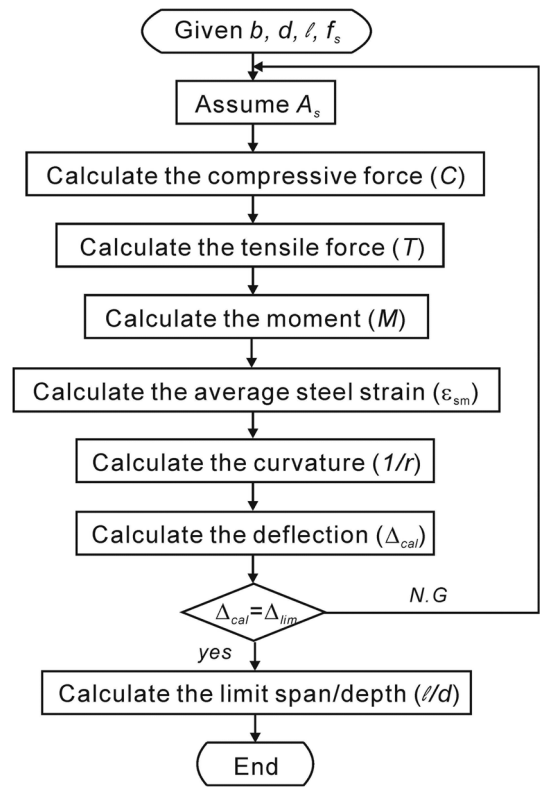 Given b, d, ℓ, fₛ
Assume Aₛ
Calculate the compressive force (C)
Calculate the tensile force (T)
Calculate the moment (M)
Calculate the average steel strain (εsm)
Calculate the curvature (1/r)
Calculate the deflection (Δcal)
Δcal=Δlim
N.G
yes
Calculate the limit span/depth (ℓ/d)
End